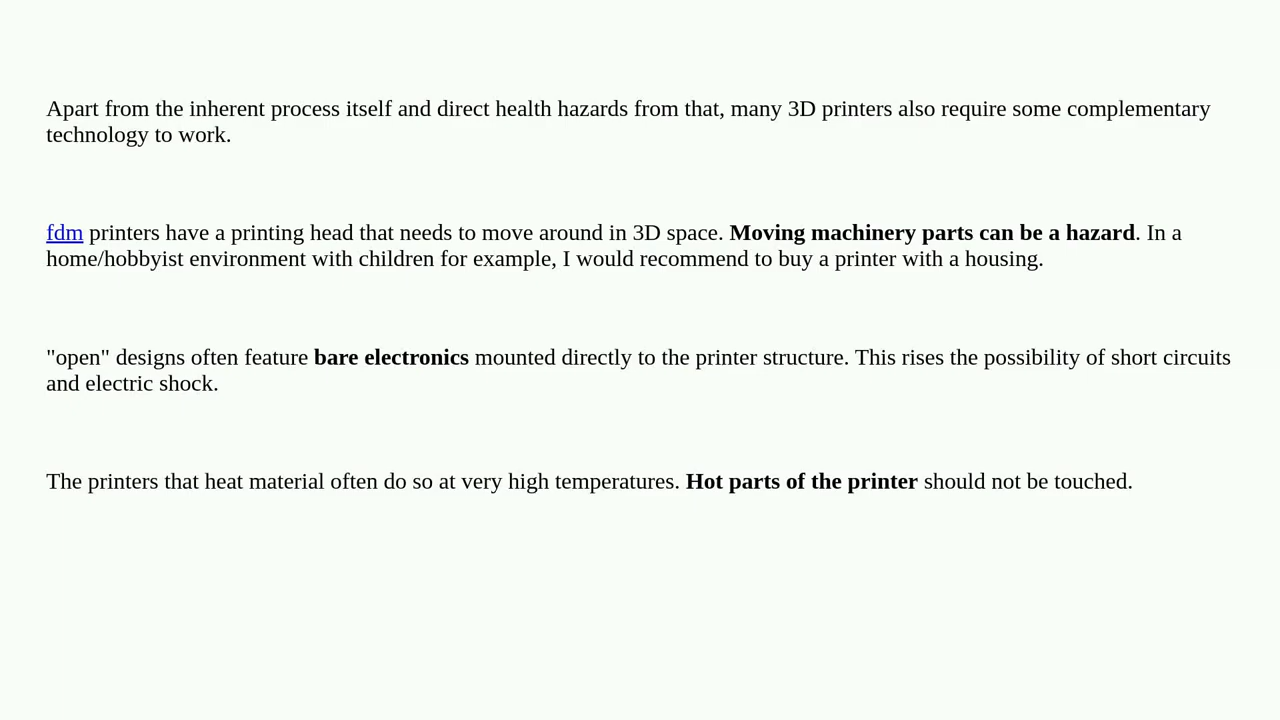 Apart from the inherent process itself and direct health hazards from that, many 3D printers also require some complementary
technology to work.
fdm printers have a printing head that needs to move around in 3D space. Moving machinery parts can be a hazard. In a
home/hobbyist environment with children for example, I would recommend to buy a printer with a housing.
"open" designs often feature bare electronics mounted directly to the printer structure. This rises the possibility of short circuits
and electric shock.
The printers that heat material often do so at very high temperatures. Hot parts of the printer should not be touched.